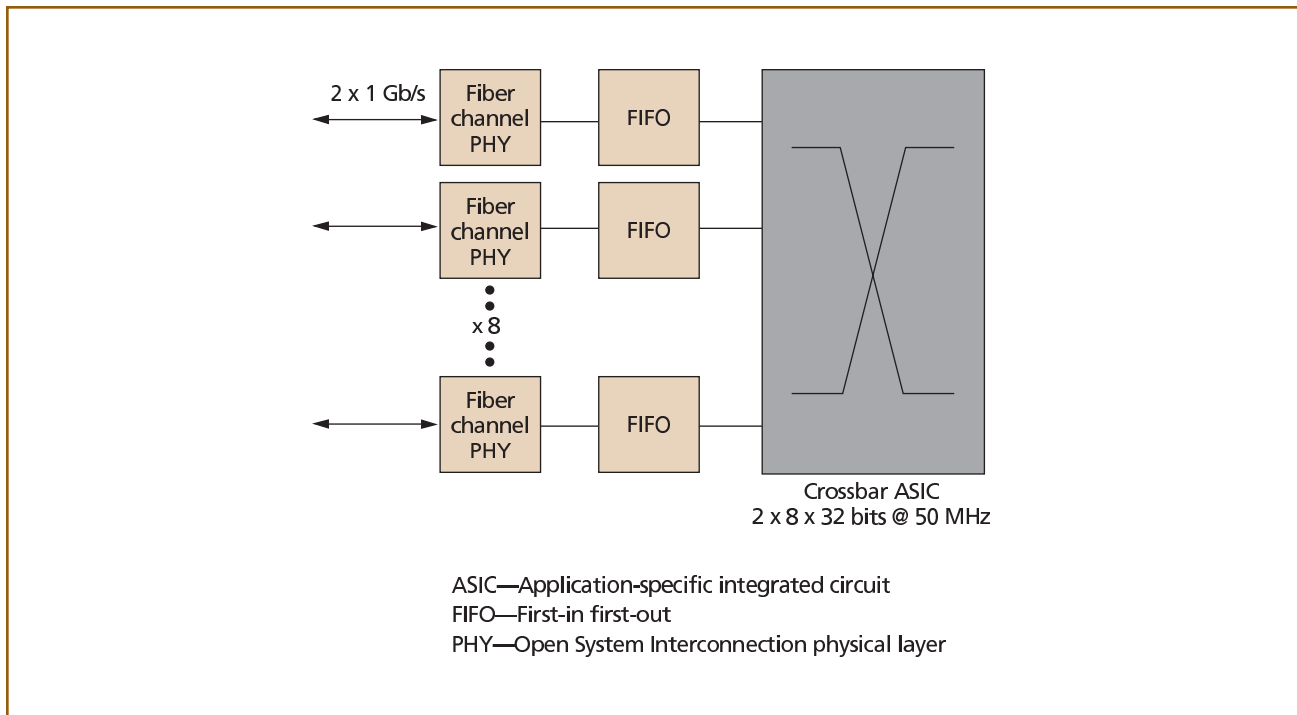 2 x 1 Gb/s
Fiber
channel
PHY
FIFO
Fiber
channel
PHY
FIFO
x 8
Fiber
channel
PHY
FIFO
Crossbar ASIC
2 x 8 x 32 bits @ 50 MHz
ASIC—Application-specific integrated circuit
FIFO—First-in first-out
PHY—Open System Interconnection physical layer